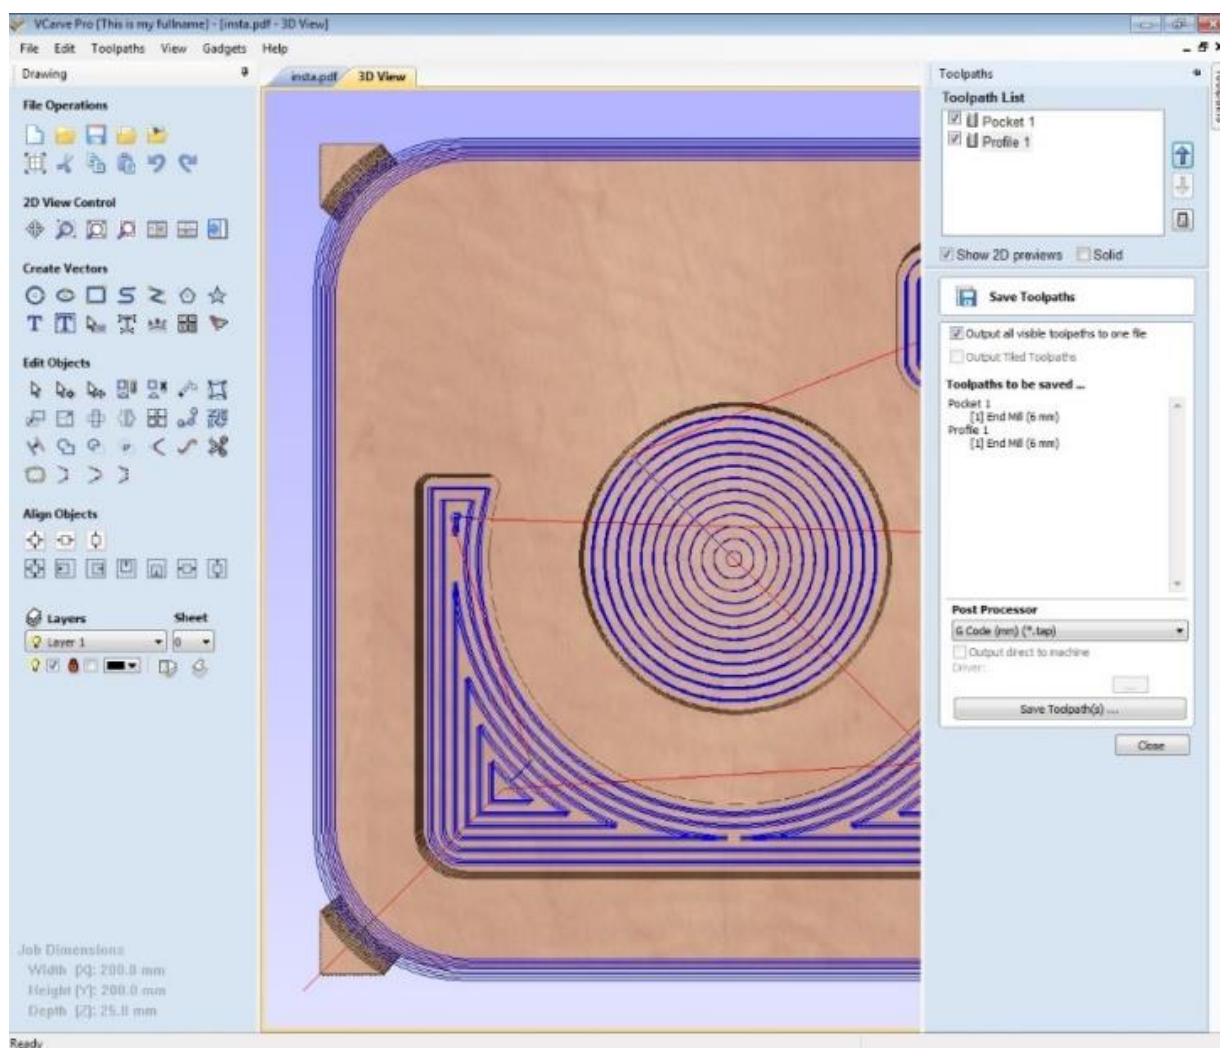 VCarve Pro [This is my fullname] - [insta.pdf - 3D View]
File Edit Toolpaths View Gadgets Help
Drawing
File Operations
2D View Control
Create Vectors
Edit Objects
Align Objects
Layers Sheet
Layer 1 0
Job Dimensions
Width [X]: 200.0 mm
Height [Y]: 200.0 mm
Depth [Z]: 25.0 mm
Ready
insta.pdf 3D View
Toolpaths
Toolpath List
Pocket 1
Profile 1
Show 2D previews Solid
Save Toolpaths
Output all visible toolpaths to one file
Output Tiled Toolpaths
Toolpaths to be saved ...
Pocket 1
[1] End Mill (6 mm)
Profile 1
[1] End Mill (6 mm)
Post Processor
G Code (mm) (*.tap)
Output direct to machine
Driver:
...
Save Toolpath(s) ...
Close